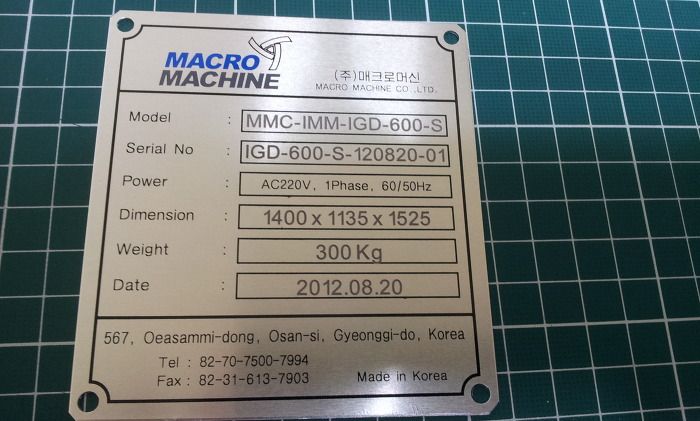 MACRO
MACHINE
(주)매크로머신
MACRO MACHINE CO.,LTD.
Model : MMC-IMM-IGD-600-S
Serial No : IGD-600-S-120820-01
Power : AC220V, 1Phase, 60/50Hz
Dimension : 1400 x 1135 x 1525
Weight : 300 Kg
Date : 2012.08.20
567, Oeasammi-dong, Osan-si, Gyeonggi-do, Korea
Tel : 82-70-7500-7994
Fax : 82-31-613-7903 Made in Korea